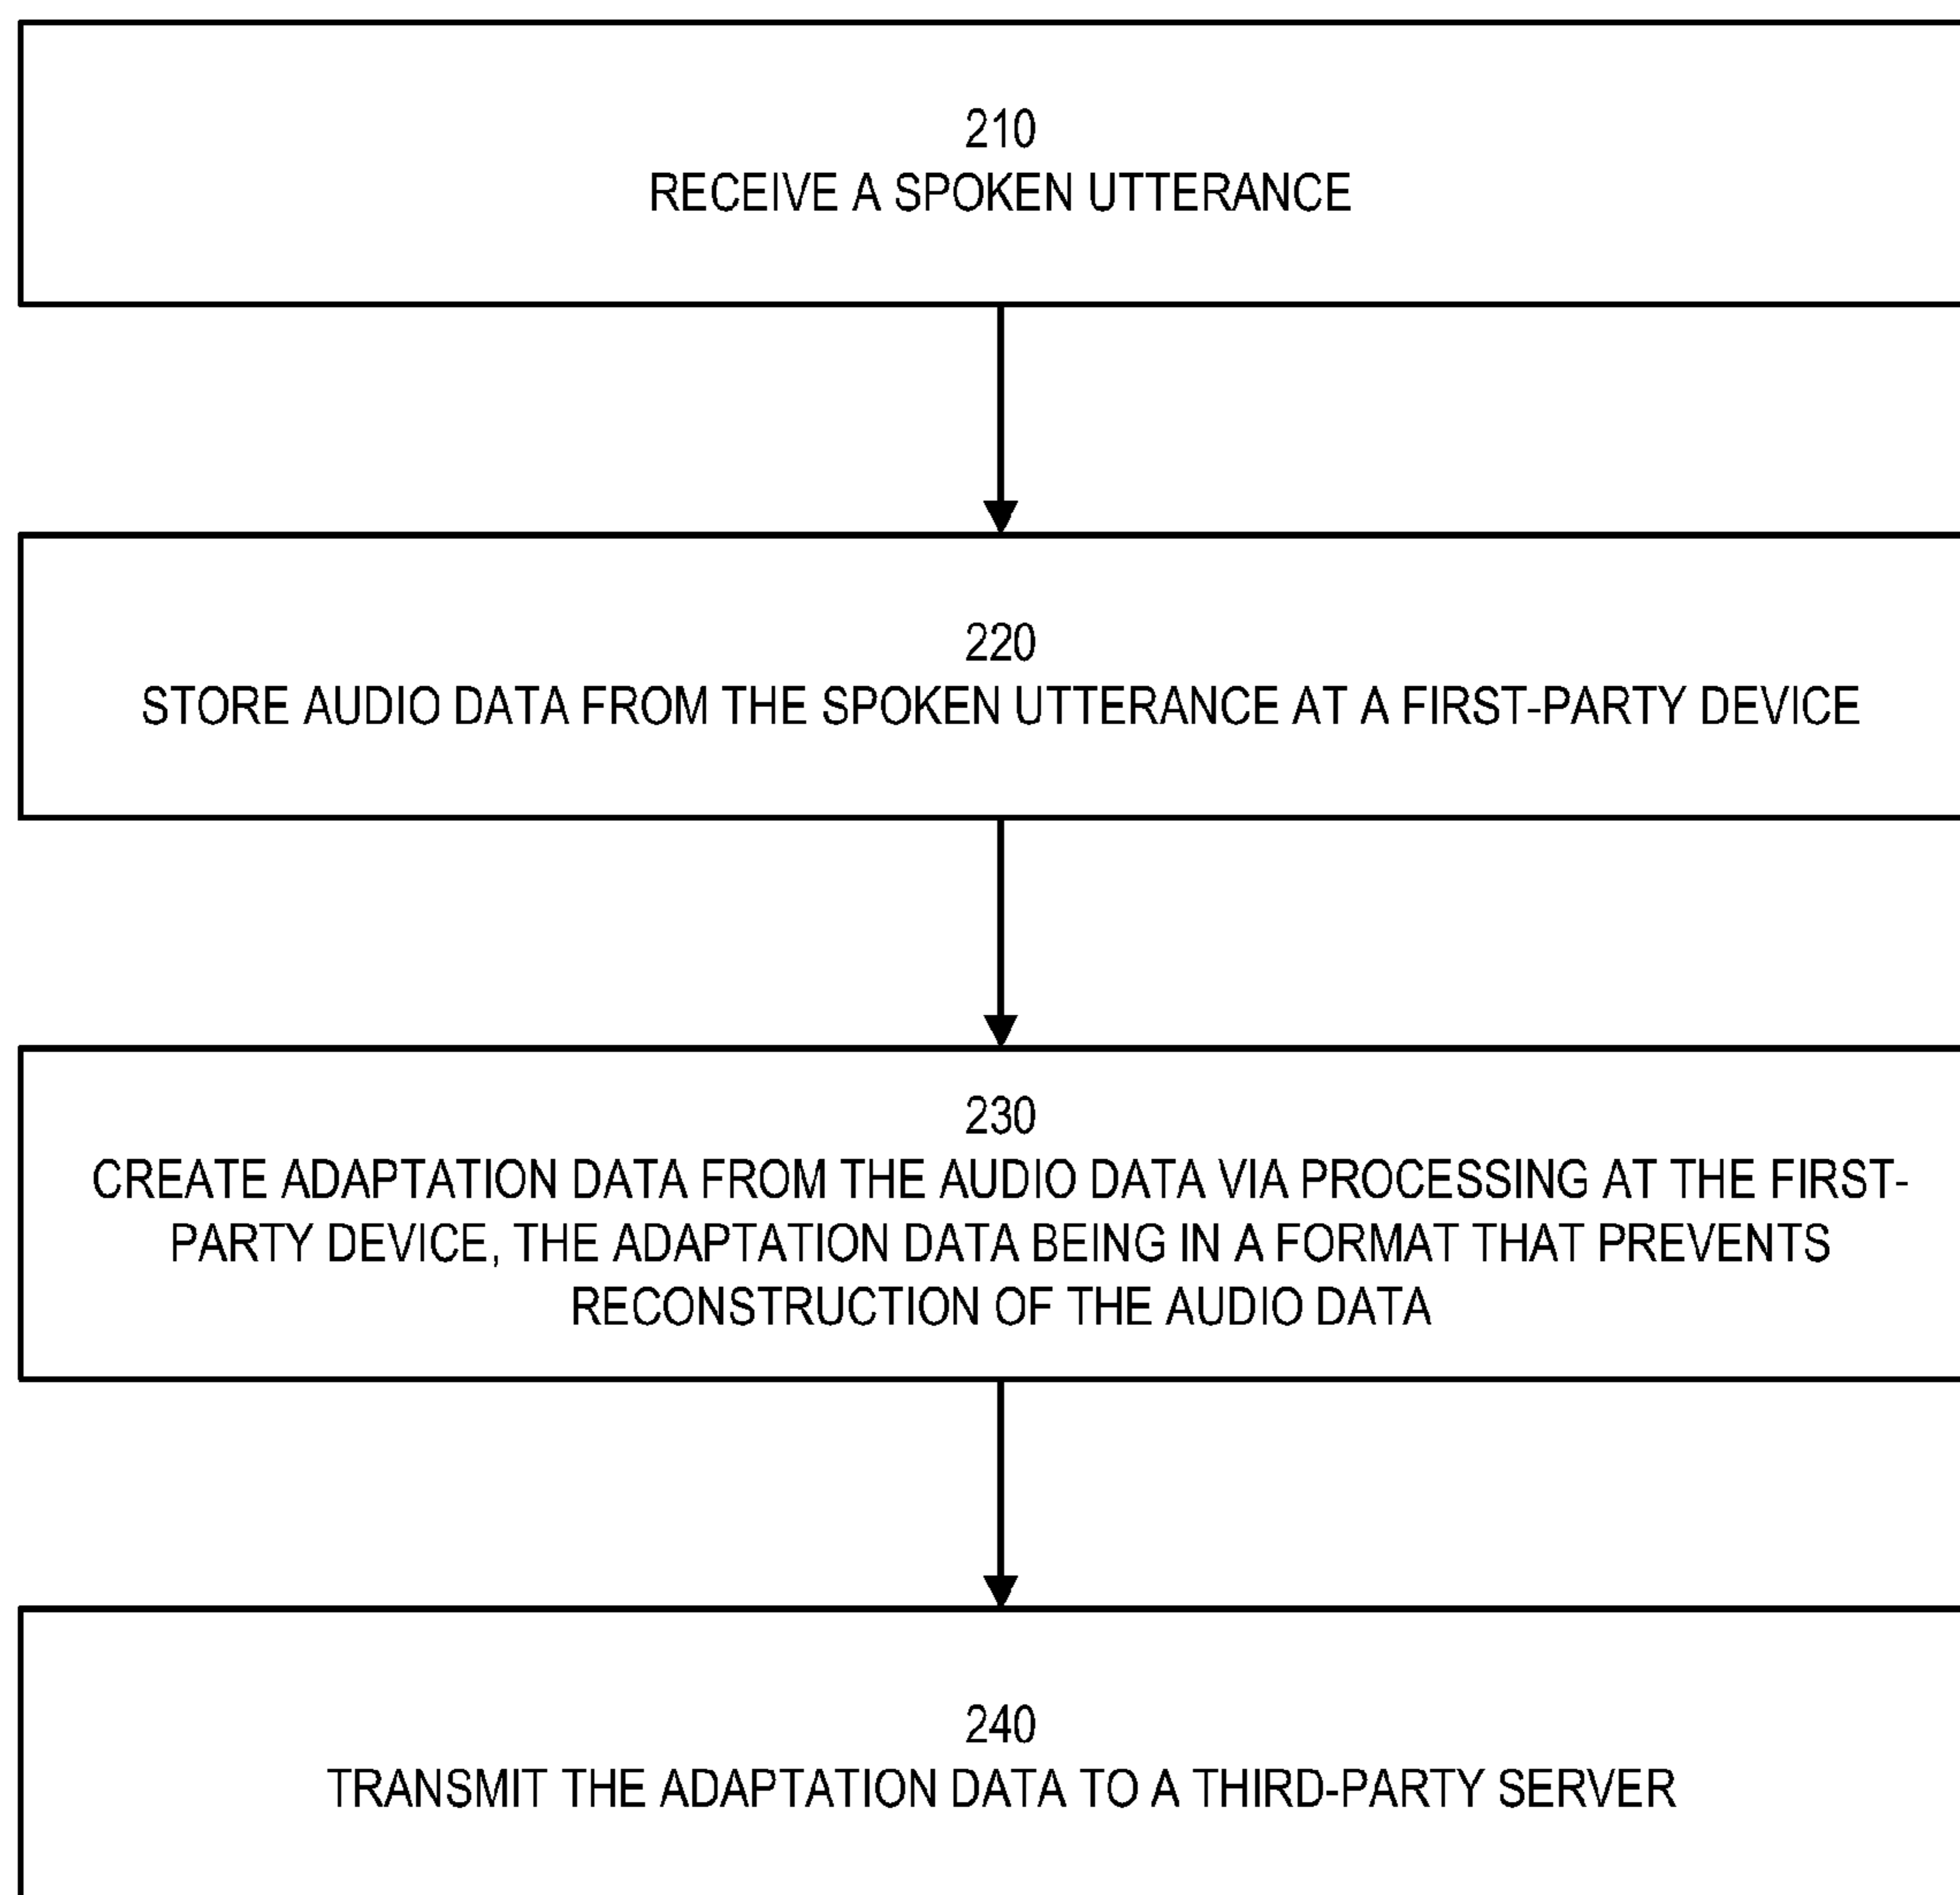 210
RECEIVE A SPOKEN UTTERANCE
220
STORE AUDIO DATA FROM THE SPOKEN UTTERANCE AT A FIRST-PARTY DEVICE
230
CREATE ADAPTATION DATA FROM THE AUDIO DATA VIA PROCESSING AT THE FIRST-
PARTY DEVICE, THE ADAPTATION DATA BEING IN A FORMAT THAT PREVENTS
RECONSTRUCTION OF THE AUDIO DATA
240
TRANSMIT THE ADAPTATION DATA TO A THIRD-PARTY SERVER